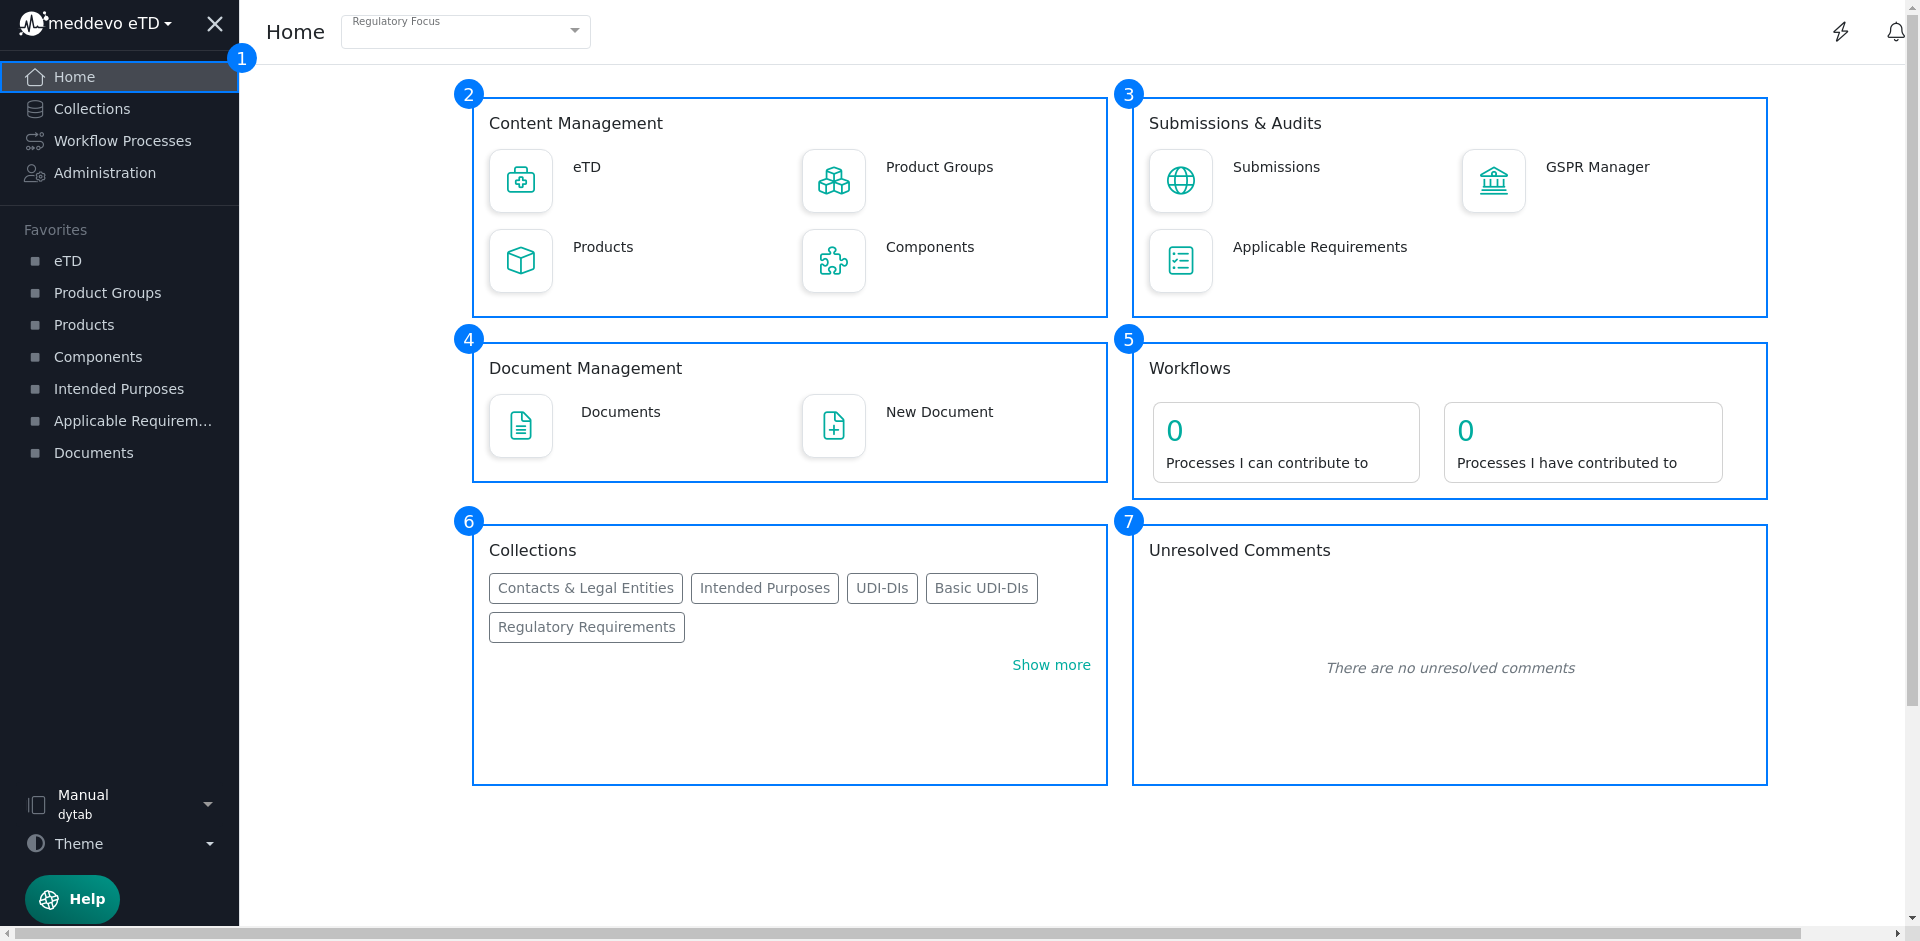 meddevo eTD
Home
Collections
Workflow Processes
Administration
Favorites
eTD
Product Groups
Products
Components
Intended Purposes
Applicable Requirem...
Documents
Manual
dytab
Theme
Help
1
Home
Regulatory Focus
2
Content Management
eTD
Product Groups
Products
Components
3
Submissions & Audits
Submissions
GSPR Manager
Applicable Requirements
4
Document Management
Documents
New Document
5
Workflows
0
Processes I can contribute to
0
Processes I have contributed to
6
Collections
Contacts & Legal Entities
Intended Purposes
UDI-DIs
Basic UDI-DIs
Regulatory Requirements
Show more
7
Unresolved Comments
There are no unresolved comments